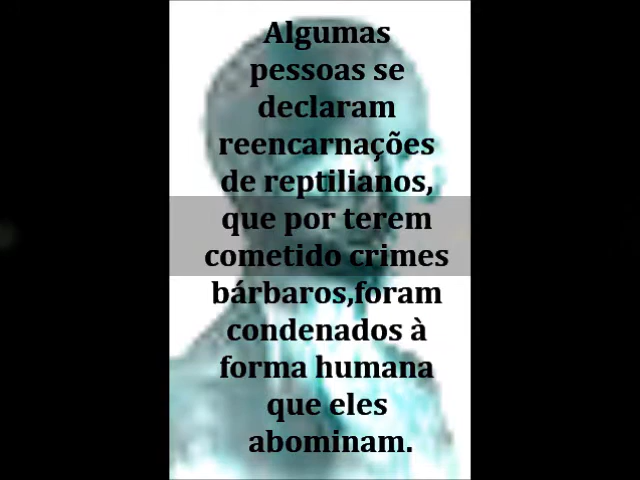 Algumas
pessoas se
declaram
reencarnações
de reptilianos,
que por terem
cometido crimes
bárbaros,foram
condenados à
forma humana
que eles
abominam.